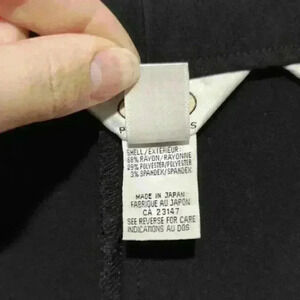 SHELL/EXTERIEUR:
68% RAYON/RAYONNE
29% POLYESTER/POLYESTER
3% SPANDEX/SPANDEX
MADE IN JAPAN
FABRIQUE AU JAPON
CA 23147
SEE REVERSE FOR CARE
INDICATIONS AU DOS